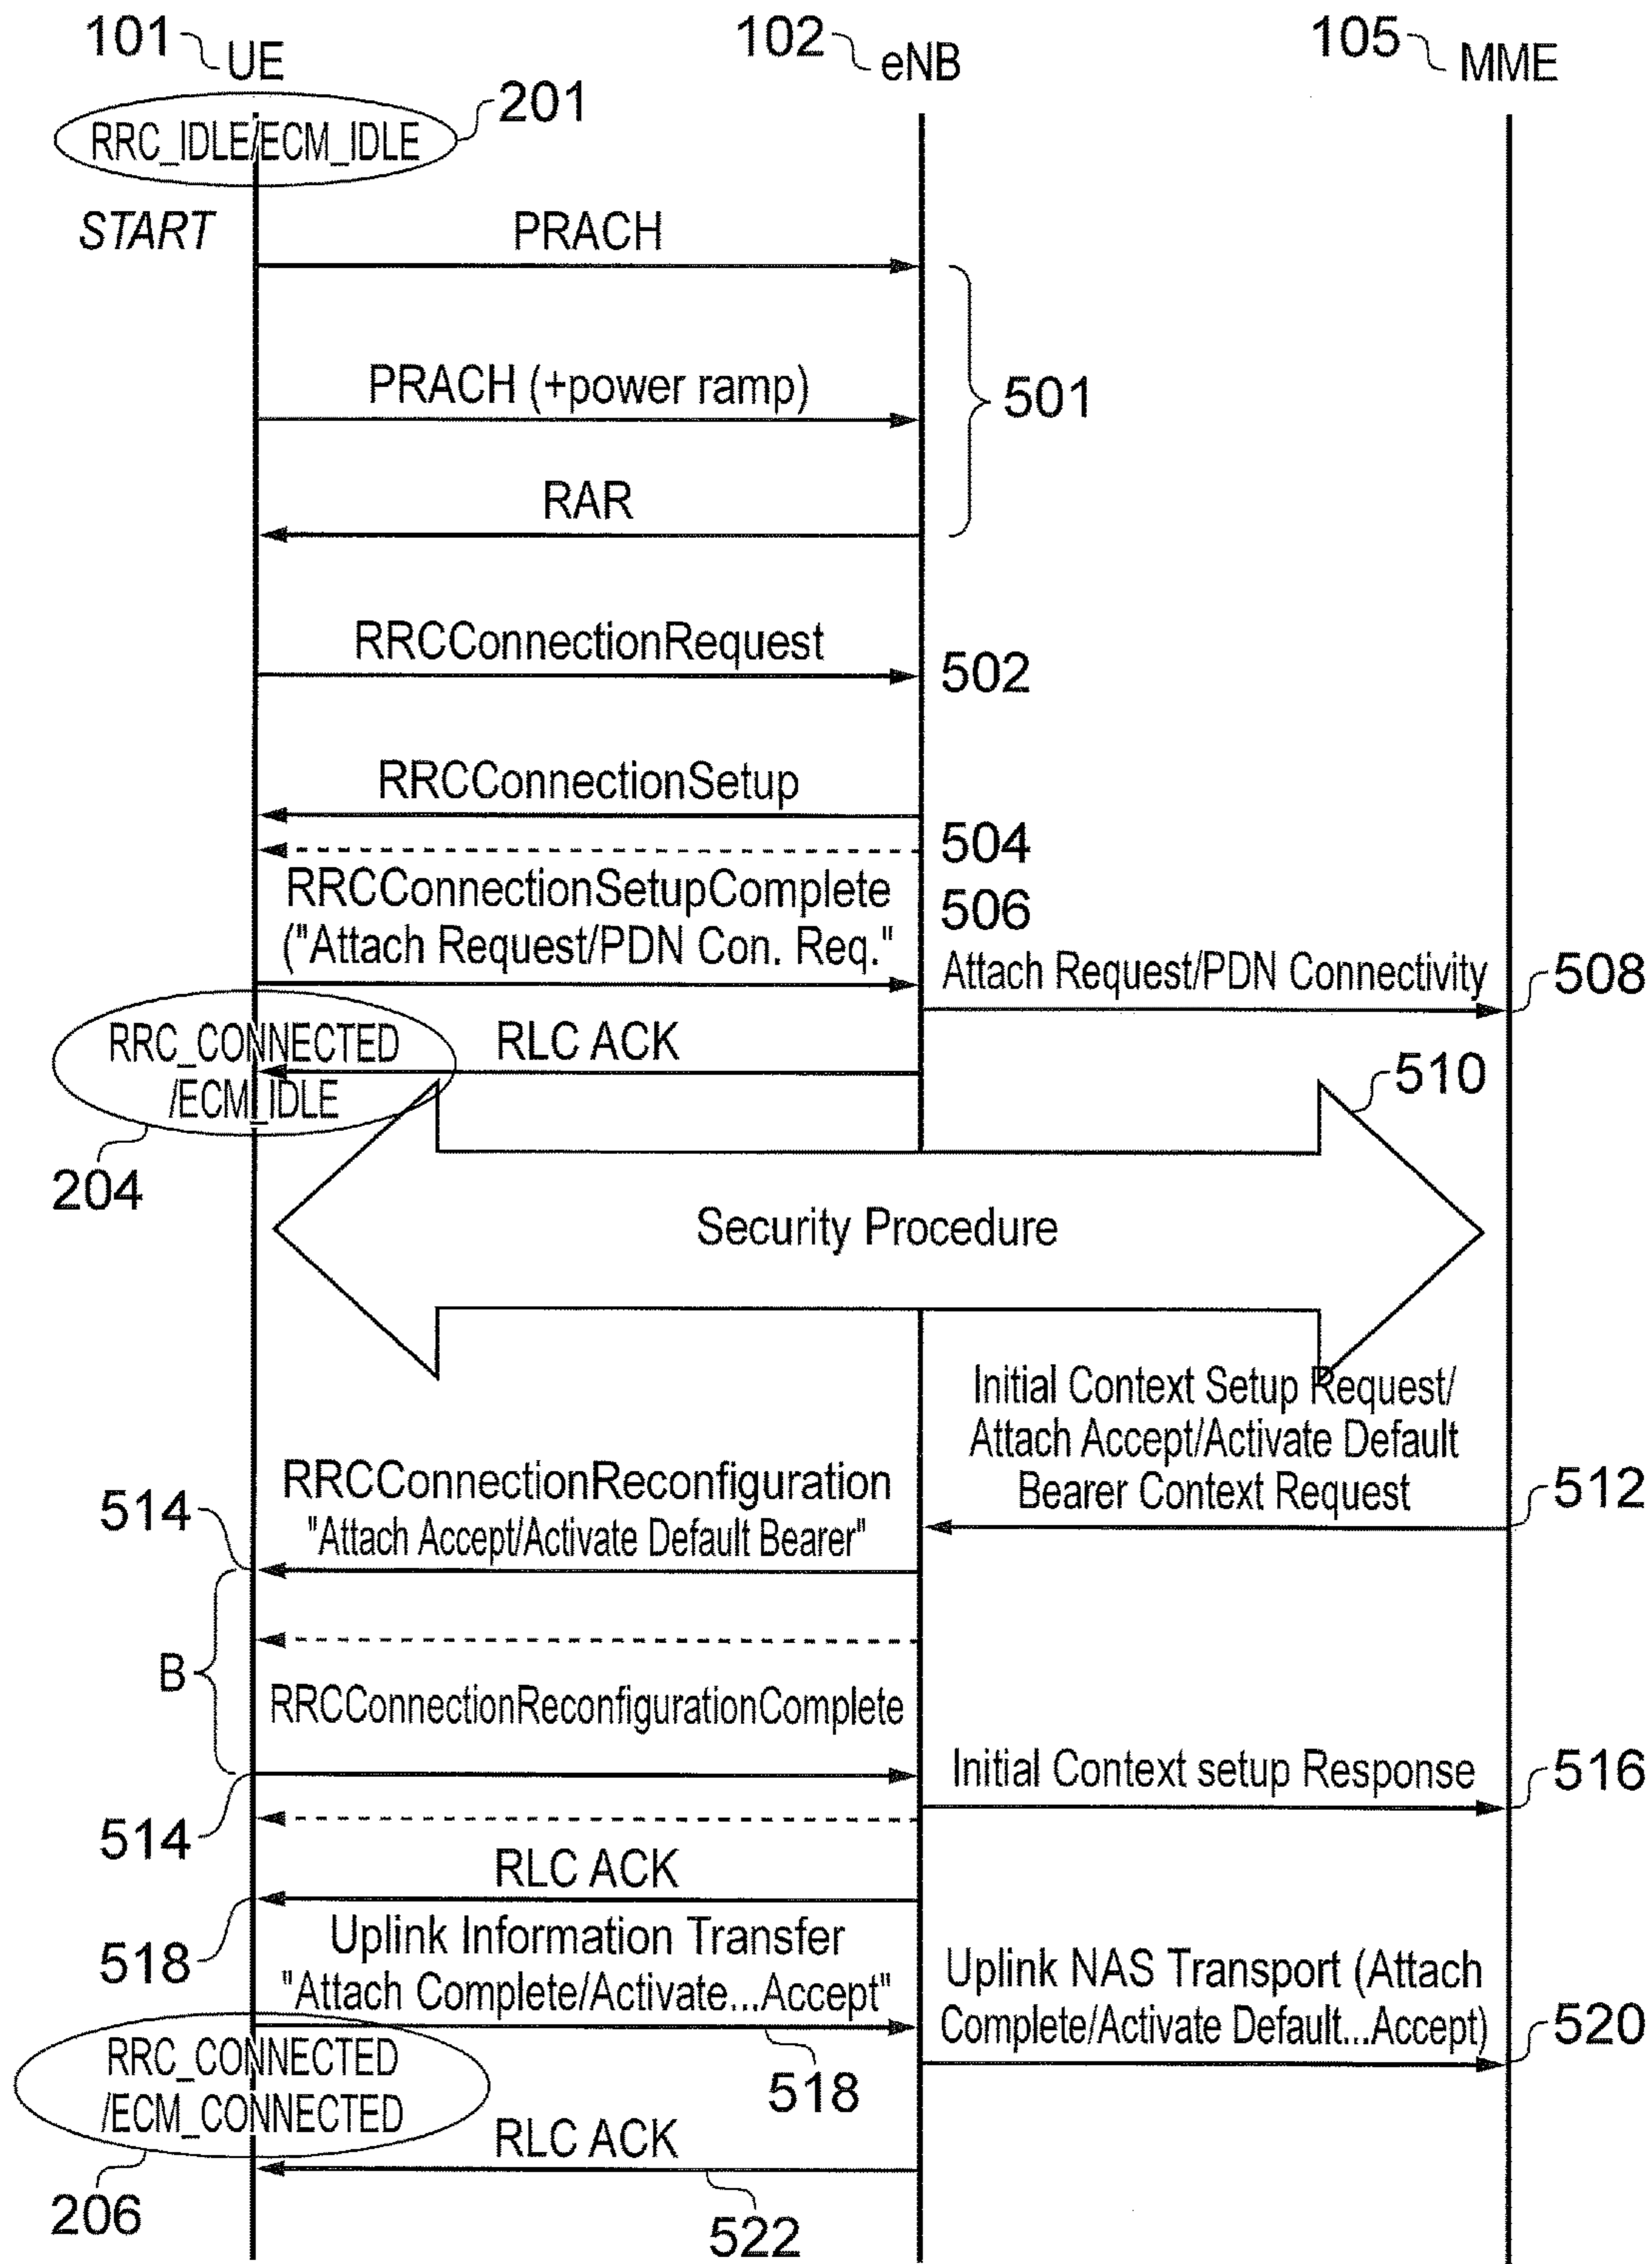 101 UE
102 eNB
105 MME
RRC_IDLE/ECM_IDLE
201
START
PRACH
PRACH (+power ramp)
501
RAR
RRCConnectionRequest
502
RRCConnectionSetup
504
RRCConnectionSetupComplete
506
("Attach Request/PDN Con. Req."
Attach Request/PDN Connectivity
508
RRC_CONNECTED
/ECM_IDLE
RLC ACK
510
204
Security Procedure
Initial Context Setup Request/
Attach Accept/Activate Default
Bearer Context Request
512
RRCConnectionReconfiguration
"Attach Accept/Activate Default Bearer"
514
B
RRCConnectionReconfigurationComplete
Initial Context setup Response
516
514
RLC ACK
518
Uplink Information Transfer
"Attach Complete/Activate...Accept"
Uplink NAS Transport (Attach
Complete/Activate Default...Accept)
520
518
RRC_CONNECTED
/ECM_CONNECTED
RLC ACK
206
522